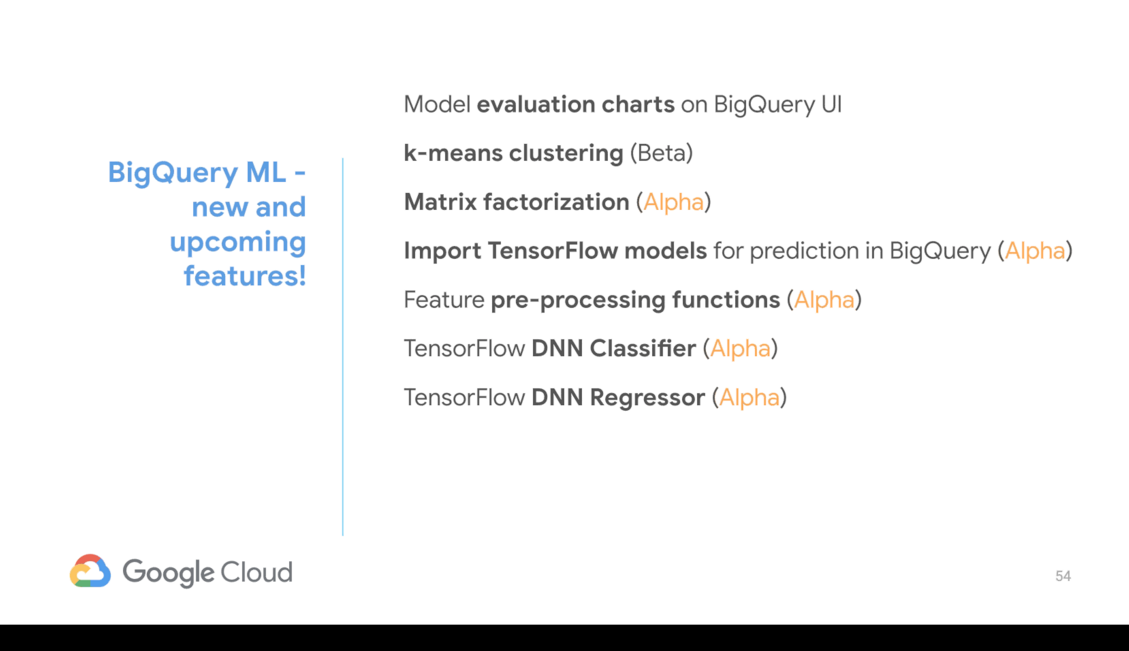 BigQuery ML -
new and
upcoming
features!
Model evaluation charts on BigQuery UI
k-means clustering (Beta)
Matrix factorization (Alpha)
Import TensorFlow models for prediction in BigQuery (Alpha)
Feature pre-processing functions (Alpha)
TensorFlow DNN Classifier (Alpha)
TensorFlow DNN Regressor (Alpha)
Google Cloud
54